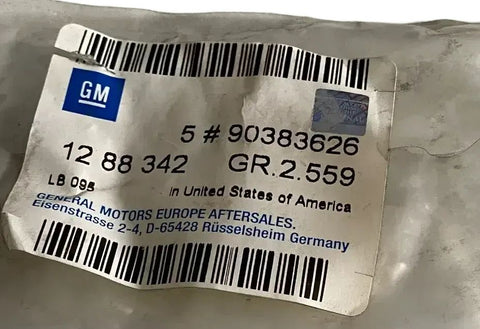 GM
5 # 90383626
12 88 342 GR.2.559
LB 09s in United States of America
GENERAL MOTORS EUROPE AFTERSALES.
Eisenstrasse 2-4, D-65428 Rüsselsheim Germany